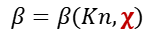 β = β(Kn, χ)